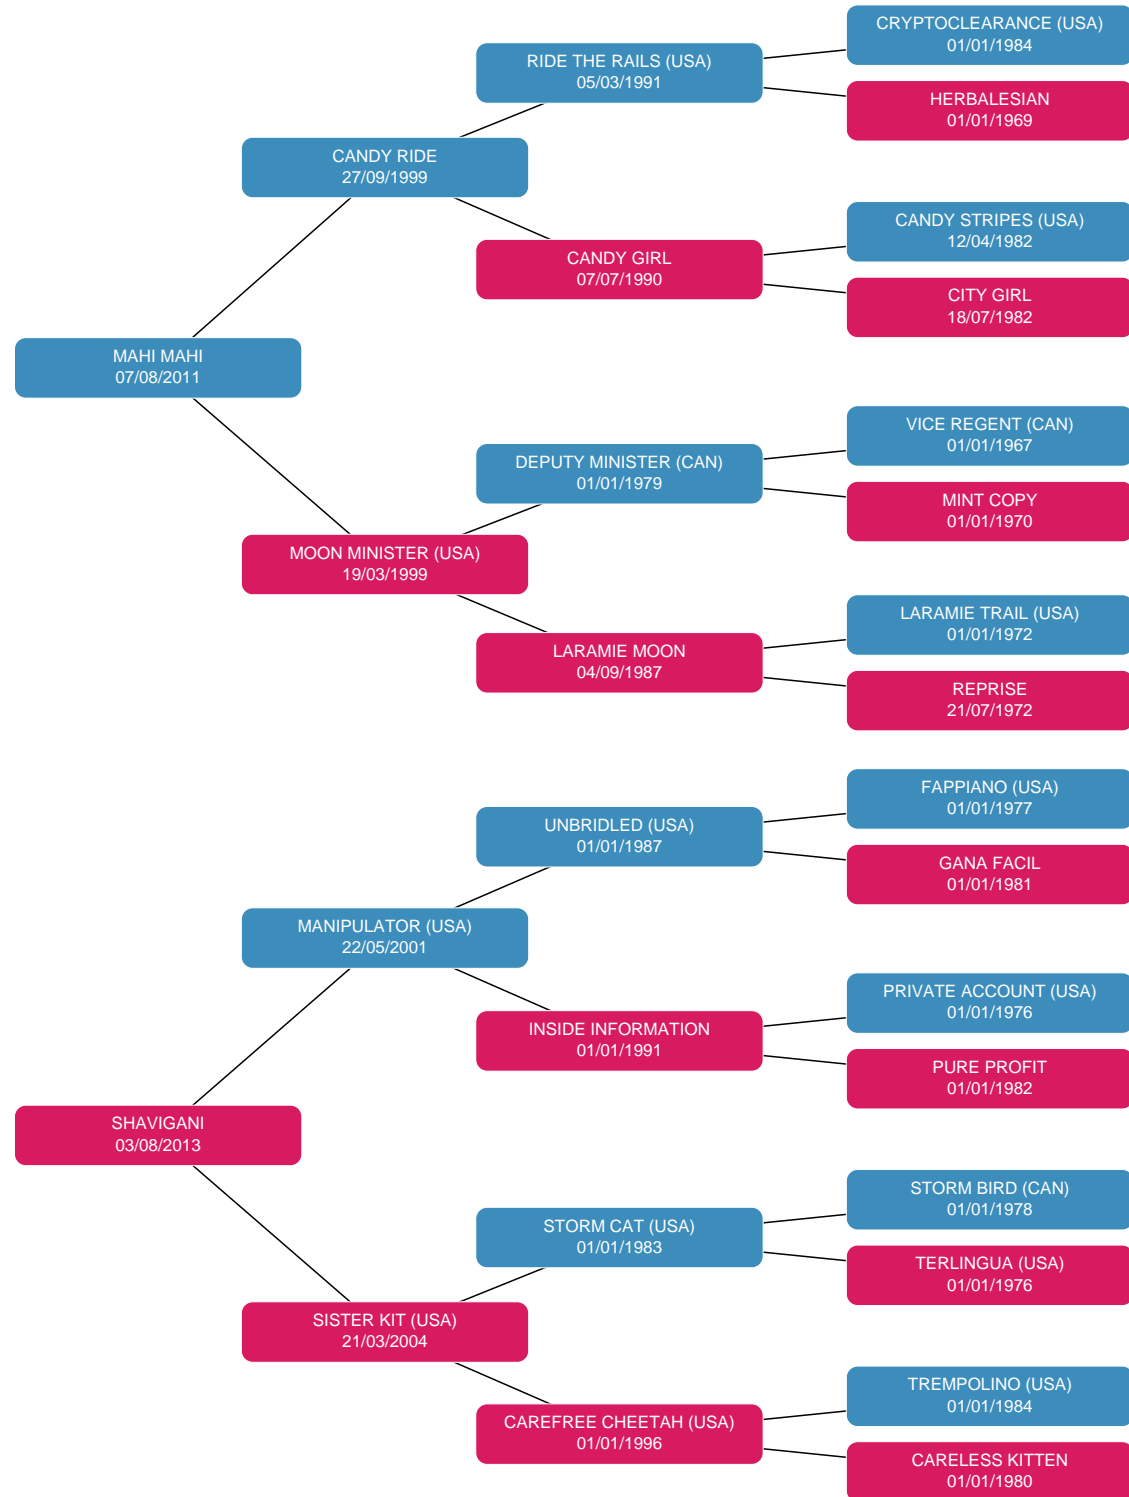 CRYPTOCLEARANCE (USA)
01/01/1984
RIDE THE RAILS (USA)
05/03/1991
HERBALESIAN
01/01/1969
CANDY RIDE
27/09/1999
CANDY STRIPES (USA)
12/04/1982
CANDY GIRL
07/07/1990
CITY GIRL
18/07/1982
MAHI MAHI
07/08/2011
VICE REGENT (CAN)
01/01/1967
DEPUTY MINISTER (CAN)
01/01/1979
MINT COPY
01/01/1970
MOON MINISTER (USA)
19/03/1999
LARAMIE TRAIL (USA)
01/01/1972
LARAMIE MOON
04/09/1987
REPRISE
21/07/1972
FAPPIANO (USA)
01/01/1977
UNBRIDLED (USA)
01/01/1987
GANA FACIL
01/01/1981
MANIPULATOR (USA)
22/05/2001
PRIVATE ACCOUNT (USA)
01/01/1976
INSIDE INFORMATION
01/01/1991
PURE PROFIT
01/01/1982
SHAVIGANI
03/08/2013
STORM BIRD (CAN)
01/01/1978
STORM CAT (USA)
01/01/1983
TERLINGUA (USA)
01/01/1976
SISTER KIT (USA)
21/03/2004
TREMPOLINO (USA)
01/01/1984
CAREFREE CHEETAH (USA)
01/01/1996
CARELESS KITTEN
01/01/1980